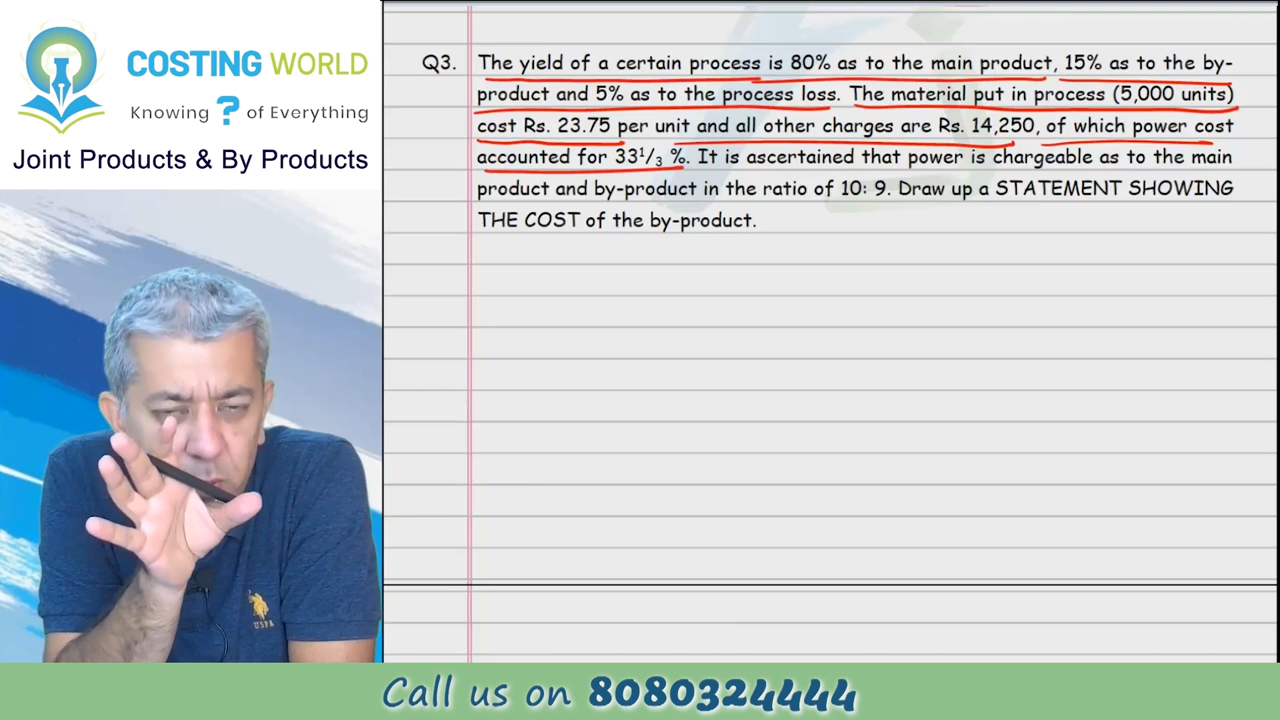 COSTING WORLD
Knowing ? of Everything
Joint Products & By Products
Q3. The yield of a certain process is 80% as to the main product, 15% as to the by-
product and 5% as to the process loss. The material put in process (5,000 units)
cost Rs. 23.75 per unit and all other charges are Rs. 14,250, of which power cost
accounted for 33¹/₃ %. It is ascertained that power is chargeable as to the main
product and by-product in the ratio of 10: 9. Draw up a STATEMENT SHOWING
THE COST of the by-product.
USPA
Call us on 8080324444